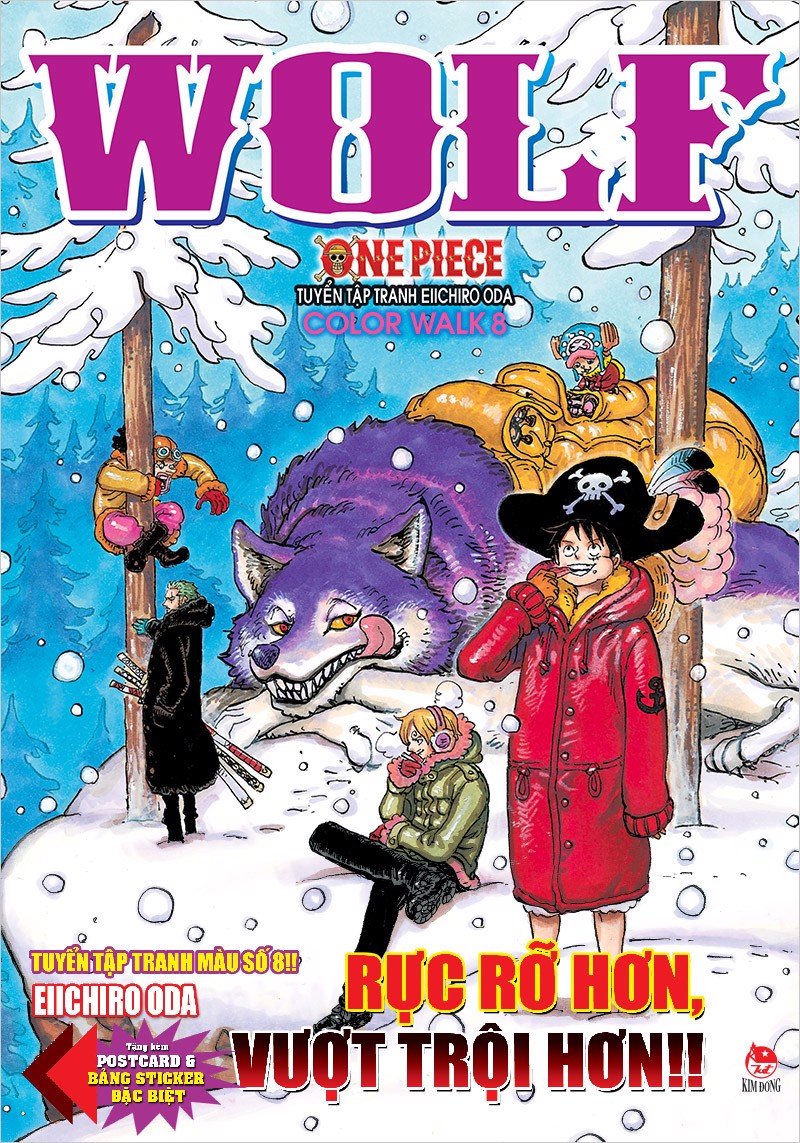 WOLF
ONE PIECE
TUYỂN TẬP TRANH EIICHIRO ODA
COLOR WALK 8
TUYỂN TẬP TRANH MÀU SỐ 8!!
EIICHIRO ODA
Tặng kèm
POSTCARD &
BẢNG STICKER
ĐẶC BIỆT
RỰC RỠ HƠN,
VƯỢT TRỘI HƠN!!
KIM ĐỒNG